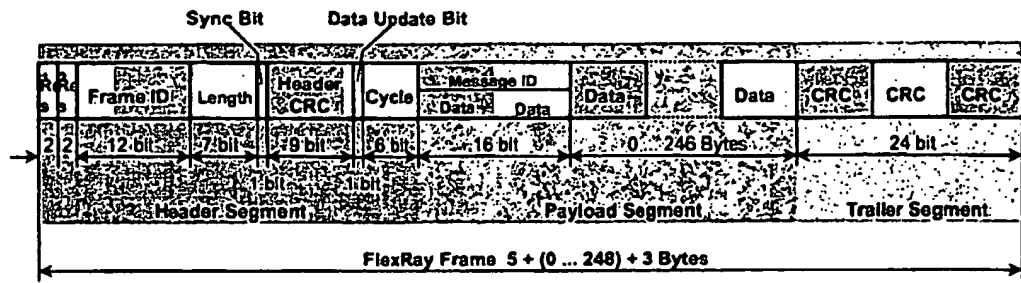 Sync Bit Data Update Bit
Frame ID Length Header CRC Cycle Message ID Data Data Data Data CRC CRC CRC
2 2 12 bit 7 bit 9 bit 6 bit 16 bit 0 246 Bytes 24 bit
1 bit 1 bit
Header Segment Payload Segment Trailer Segment
FlexRay Frame 5 + (0 ... 248) + 3 Bytes